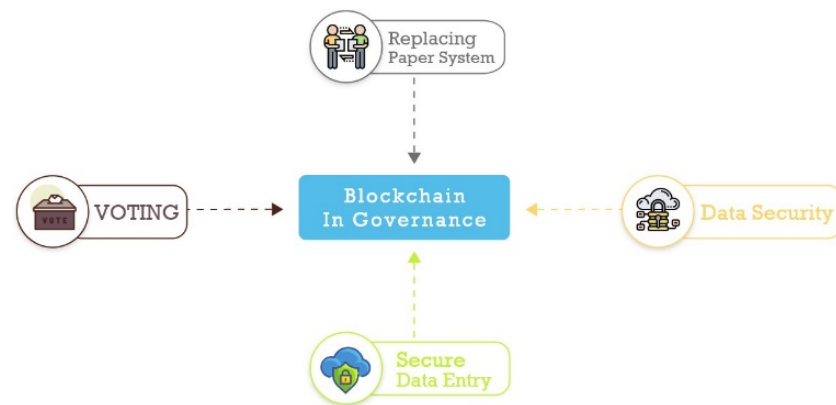 Replacing
Paper System
VOTE
VOTING
Blockchain
In Governance
Data Security
Secure
Data Entry